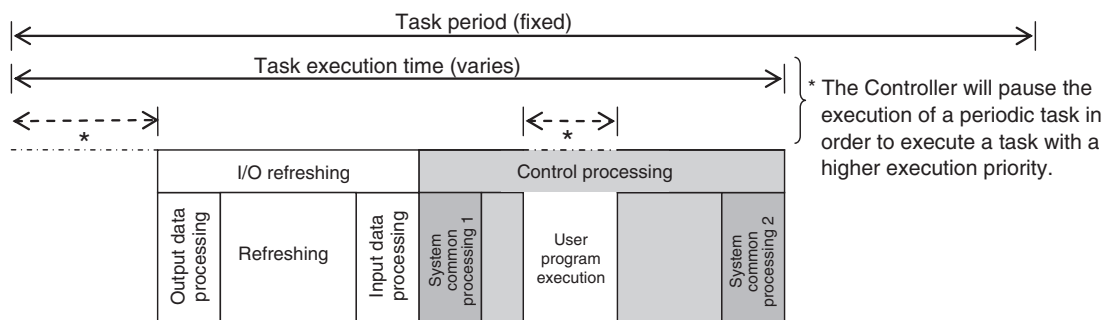 Task period (fixed)
Task execution time (varies)
*
*
* The Controller will pause the
execution of a periodic task in
order to execute a task with a
higher execution priority.
I/O refreshing
Control processing
Output data
processing
Refreshing
Input data
processing
System
common
processing 1
User
program
execution
System
common
processing 2